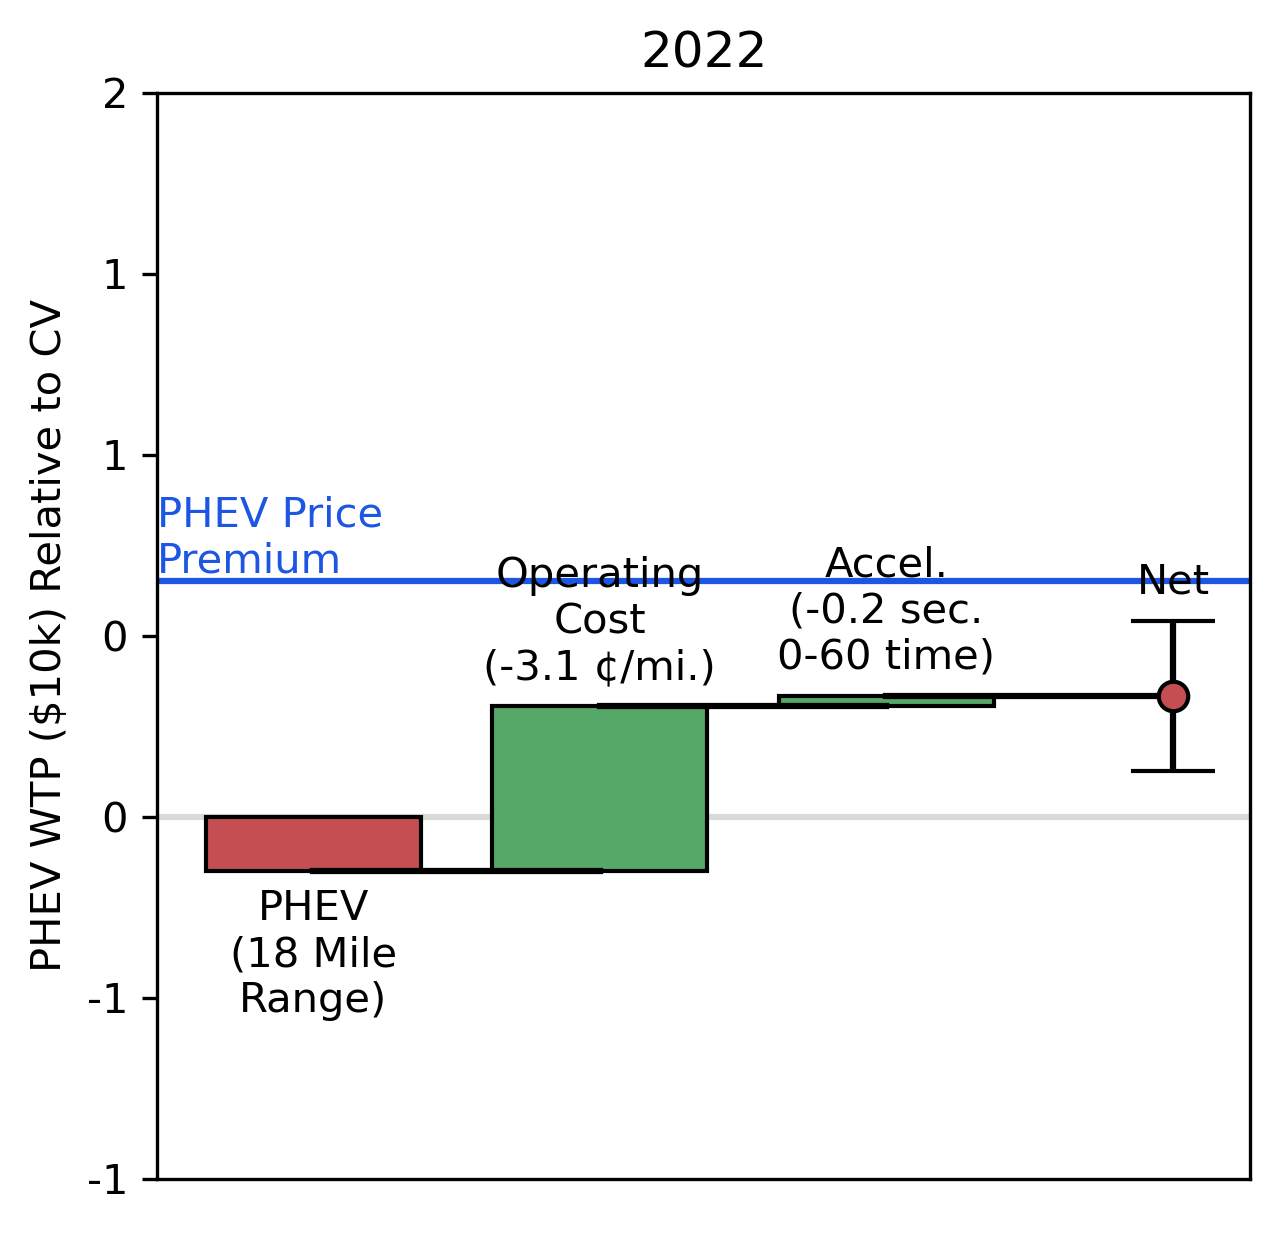 2022
2
1
1
0
0
-1
-1
PHEV WTP ($10k) Relative to CV
PHEV Price
Premium
Operating
Cost
(-3.1 ¢/mi.)
Accel.
(-0.2 sec.
0-60 time)
Net
PHEV
(18 Mile
Range)